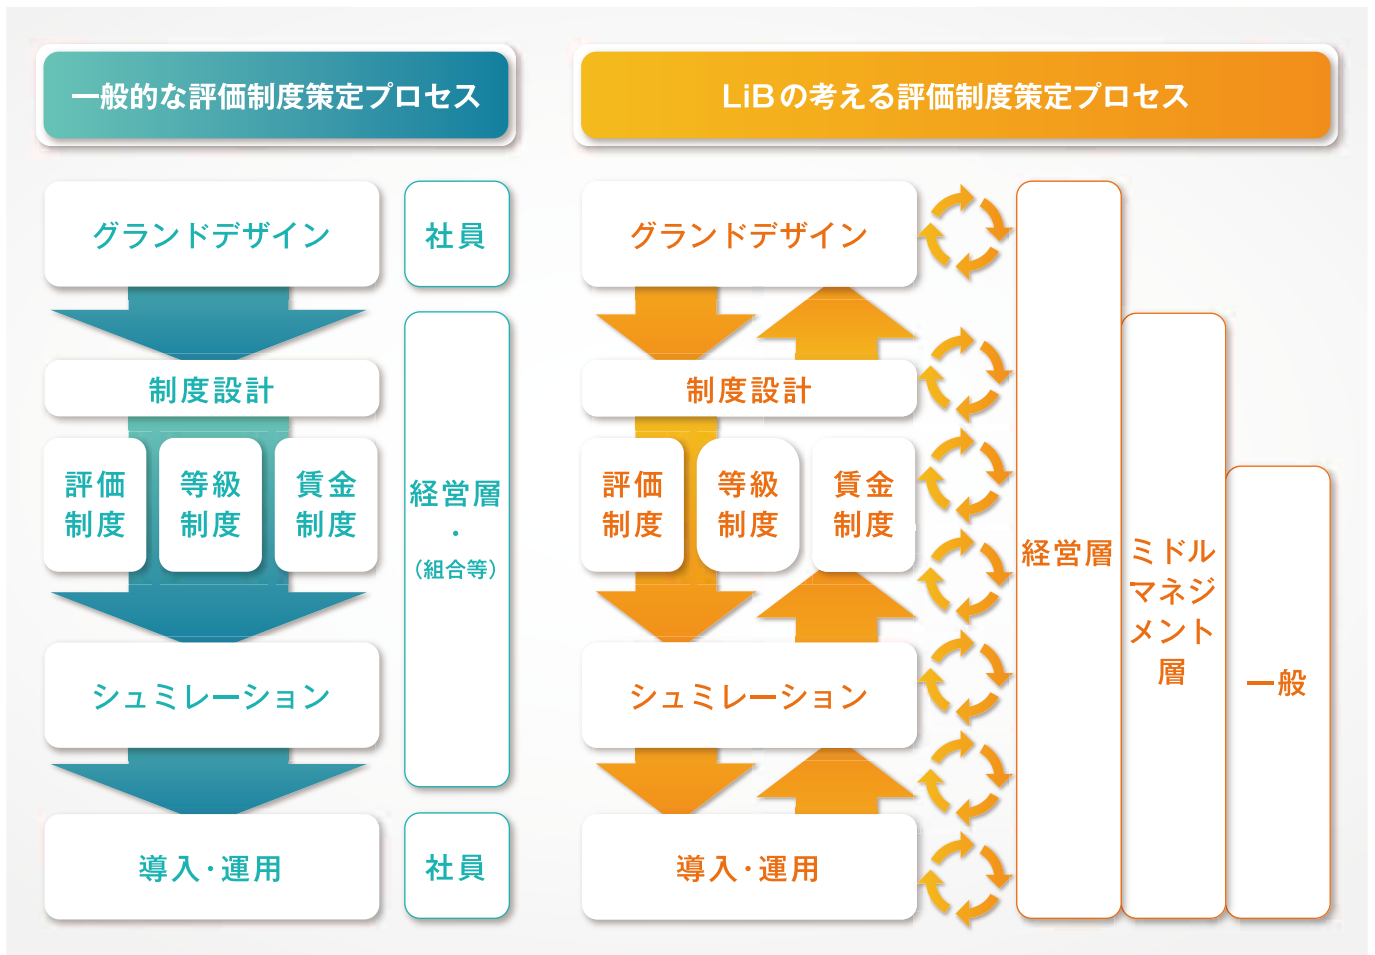 一般的な評価制度策定プロセス
グランドデザイン
社員
制度設計
評価
制度
等級
制度
賃金
制度
経営層
・
（組合等）
シュミレーション
導入・運用
社員
LiBの考える評価制度策定プロセス
グランドデザイン
制度設計
評価
制度
等級
制度
賃金
制度
シュミレーション
導入・運用
経営層
ミドル
マネジ
メント
層
一般